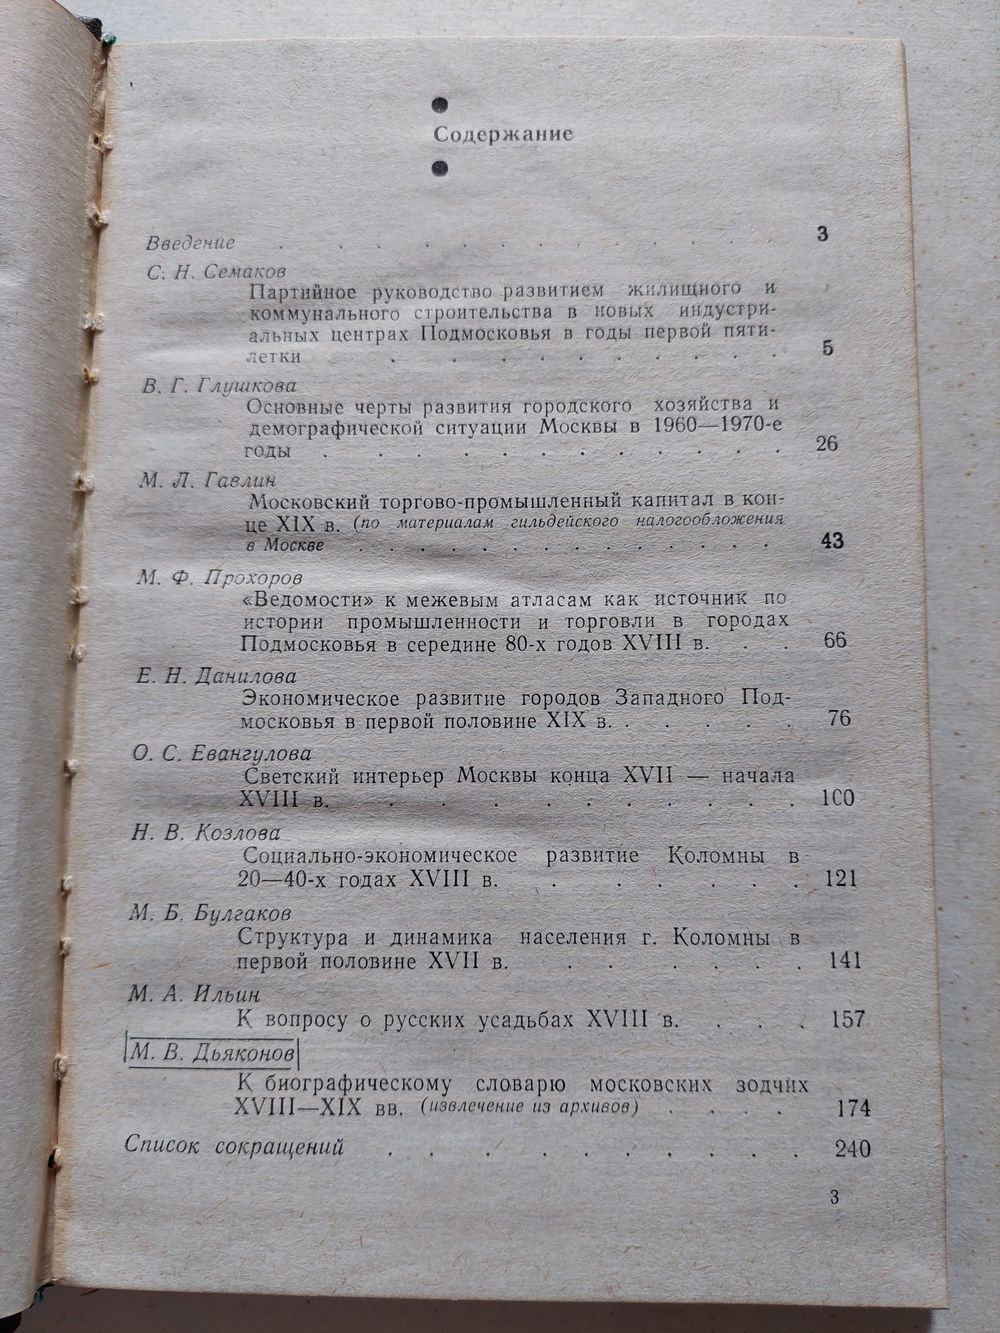 Содержание
Введение . . . . . . . . . . . . 3
С. Н. Семаков
Партийное руководство развитием жилищного и
коммунального строительства в новых индустри-
альных центрах Подмосковья в годы первой пяти-
летки . . . . . . . . . . 5
В. Г. Глушкова
Основные черты развития городского хозяйства и
демографической ситуации Москвы в 1960—1970-е
годы . . . . . . . . . . . . 26
М. Л. Гавлин
Московский торгово-промышленный капитал в кон-
це XIX в. (по материалам гильдейского налогообложения
в Москве . . . . . . . . . . . 43
М. Ф. Прохоров
«Ведомости» к межевым атласам как источник по
истории промышленности и торговли в городах
Подмосковья в середине 80-х годов XVIII в. . . . 66
Е. Н. Данилова
Экономическое развитие городов Западного Под-
московья в первой половине XIX в. . . . . . 76
О. С. Евангулова
Светский интерьер Москвы конца XVII — начала
XVIII в. . . . . . . . . . . 100
Н. В. Козлова
Социально-экономическое развитие Коломны в
20—40-х годах XVIII в. . . . . . . 121
М. Б. Булгаков
Структура и динамика населения г. Коломны в
первой половине XVII в. . . . . . . 141
М. А. Ильин
К вопросу о русских усадьбах XVIII в. . . . 157
М. В. Дьяконов
К биографическому словарю московских зодчих
XVIII—XIX вв. (извлечение из архивов) . . . . 174
Список сокращений . . . . . . . . . 240
3